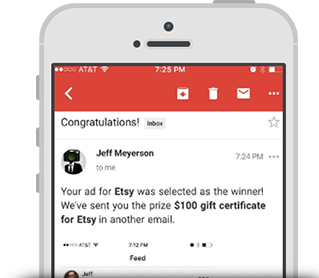 AT&T 7:25 PM
Congratulations! Inbox
Jeff Meyerson 7:24 PM
to me
Your ad for Etsy was selected as the winner!
We've sent you the prize $100 gift certificate
for Etsy in another email.
AT&T 7:12 PM
Feed
Jeff